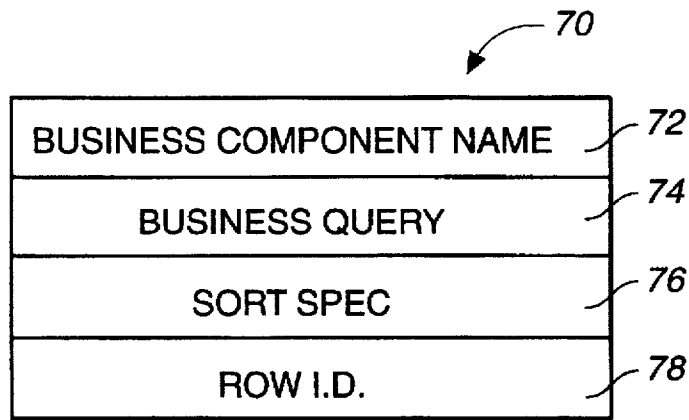 70
BUSINESS COMPONENT NAME 72
BUSINESS QUERY 74
SORT SPEC 76
ROW I.D. 78